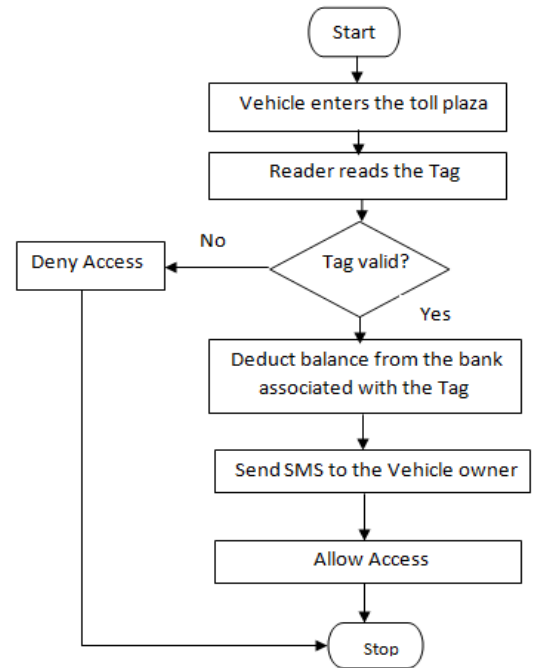 Start
Vehicle enters the toll plaza
Reader reads the Tag
No
Deny Access
Tag valid?
Yes
Deduct balance from the bank
associated with the Tag
Send SMS to the Vehicle owner
Allow Access
Stop